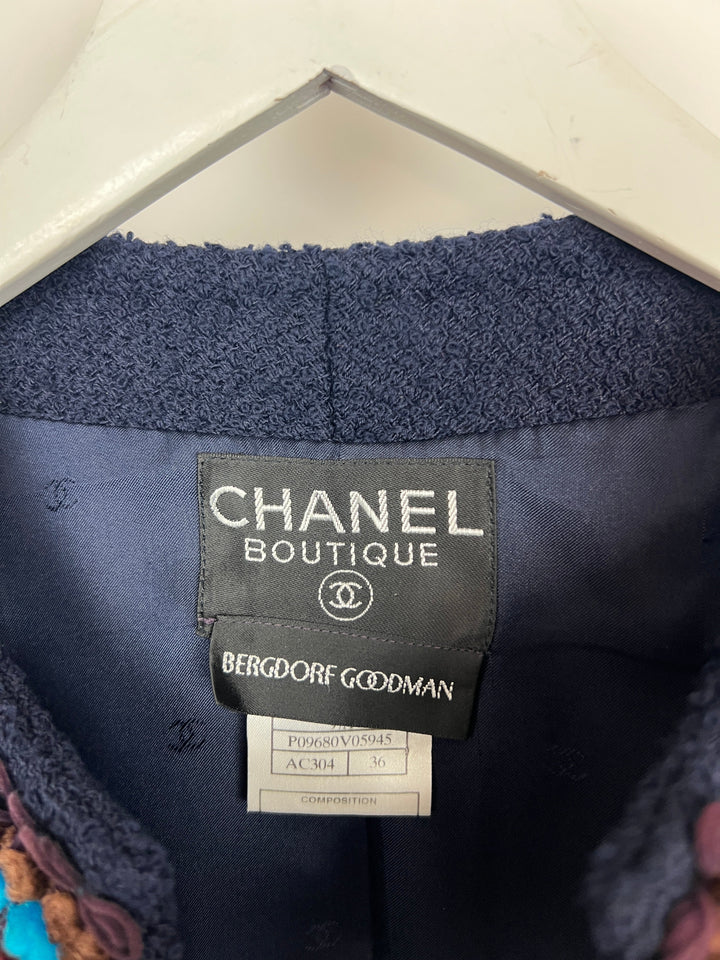 CHANEL
BOUTIQUE
BERGDORF GOODMAN
P09680V05945
AC304 36
COMPOSITION